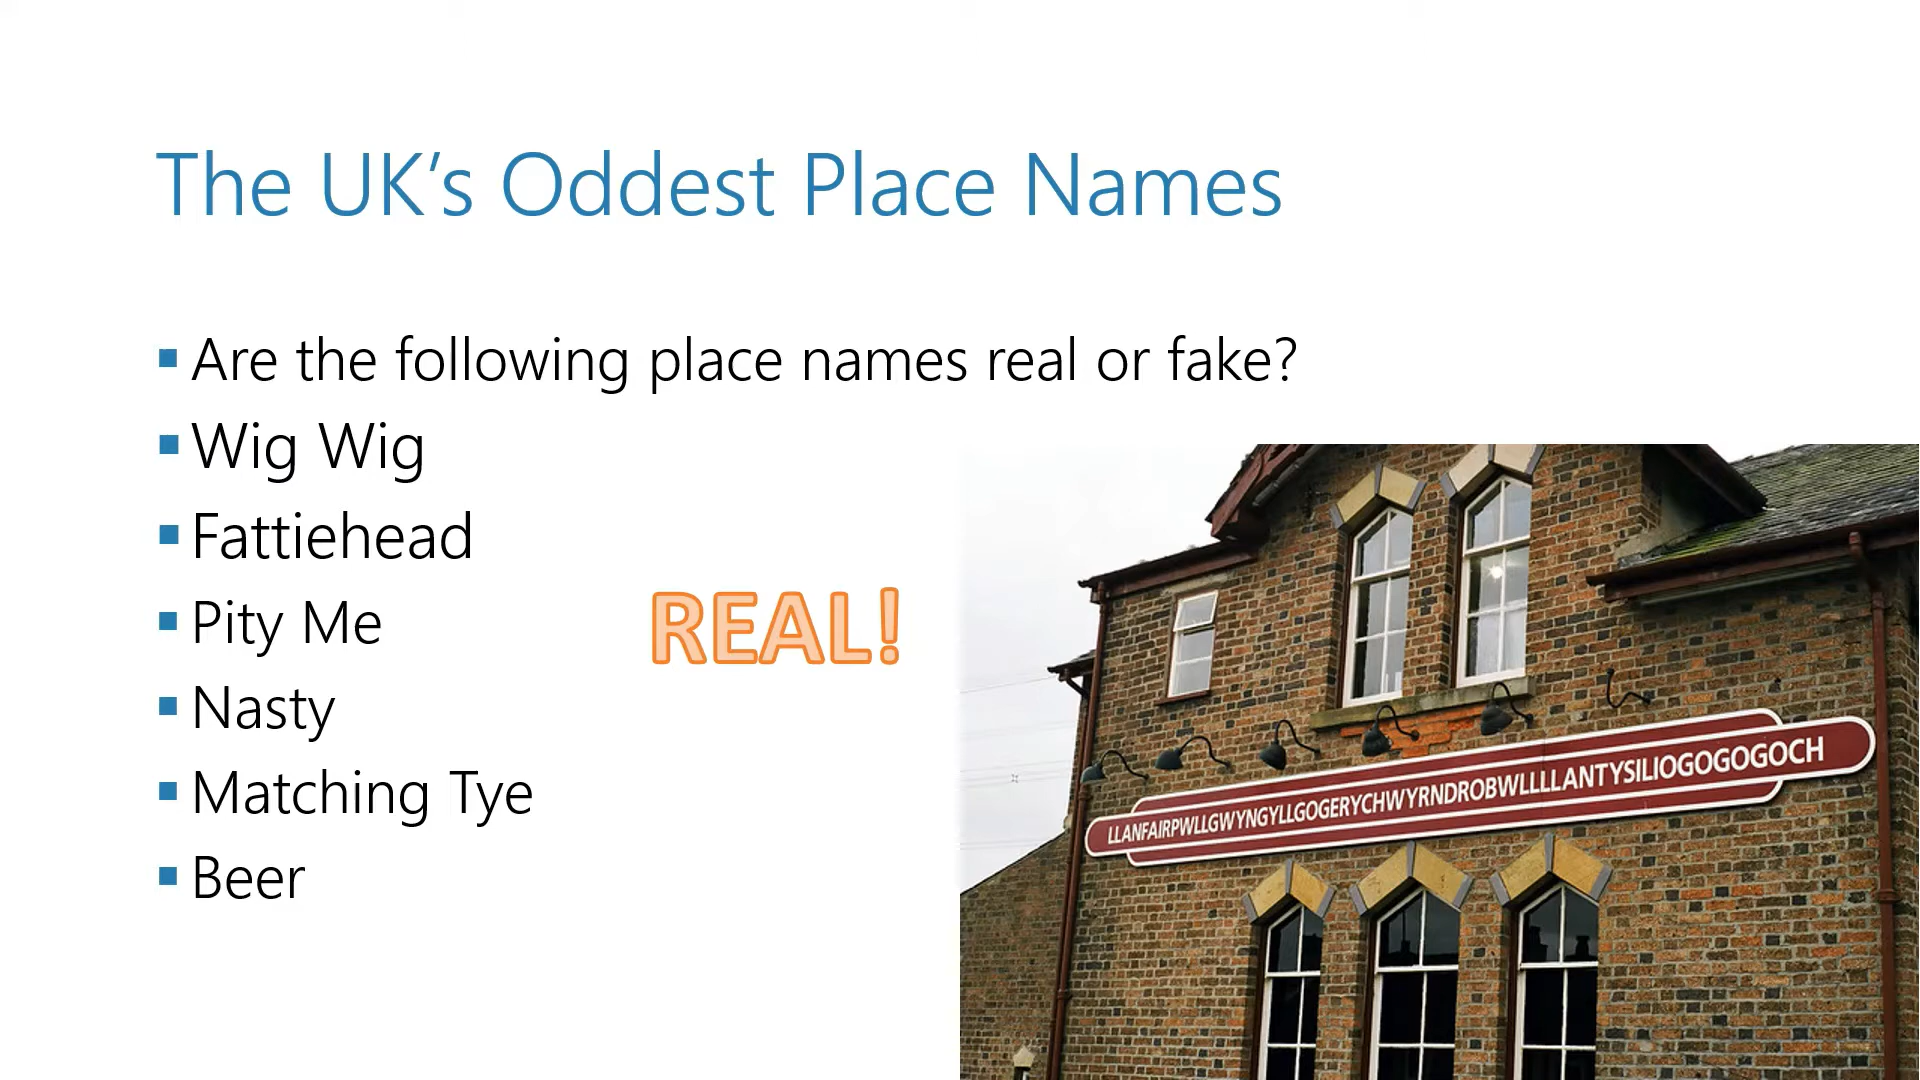 The UK's Oddest Place Names
Are the following place names real or fake?
Wig Wig
Fattiehead
Pity Me
REAL!
Nasty
Matching Tye
Beer
LLANFAIRPWLLGWYNGYLLGOGERYCHWYRNDROBWLLLLANTYSILIOGOGOGOCH